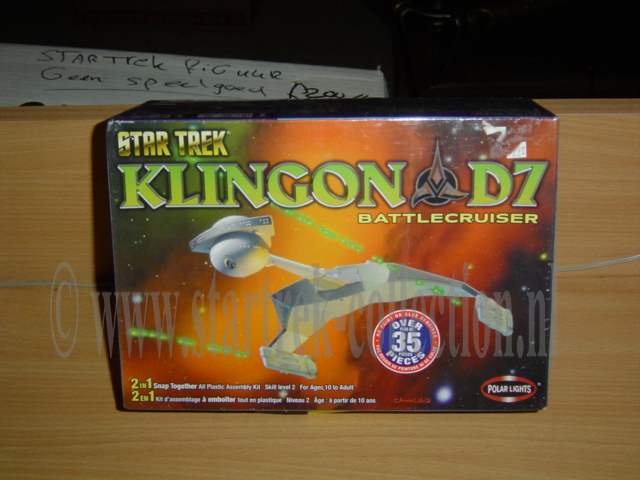 STARTREK FIGUUR
Geen speelgoed
STAR TREK
KLINGON D7
BATTLECRUISER
© www.startrek-collection.nl
OVER
35
PIECES
2 IN 1 Snap Together All Plastic Assembly Kit Skill level 2 For Ages 10 to Adult
2 EN 1 Kit d'assemblage à emboîter tout en plastique Niveau 2 Âge : à partir de 10 ans
POLAR LIGHTS